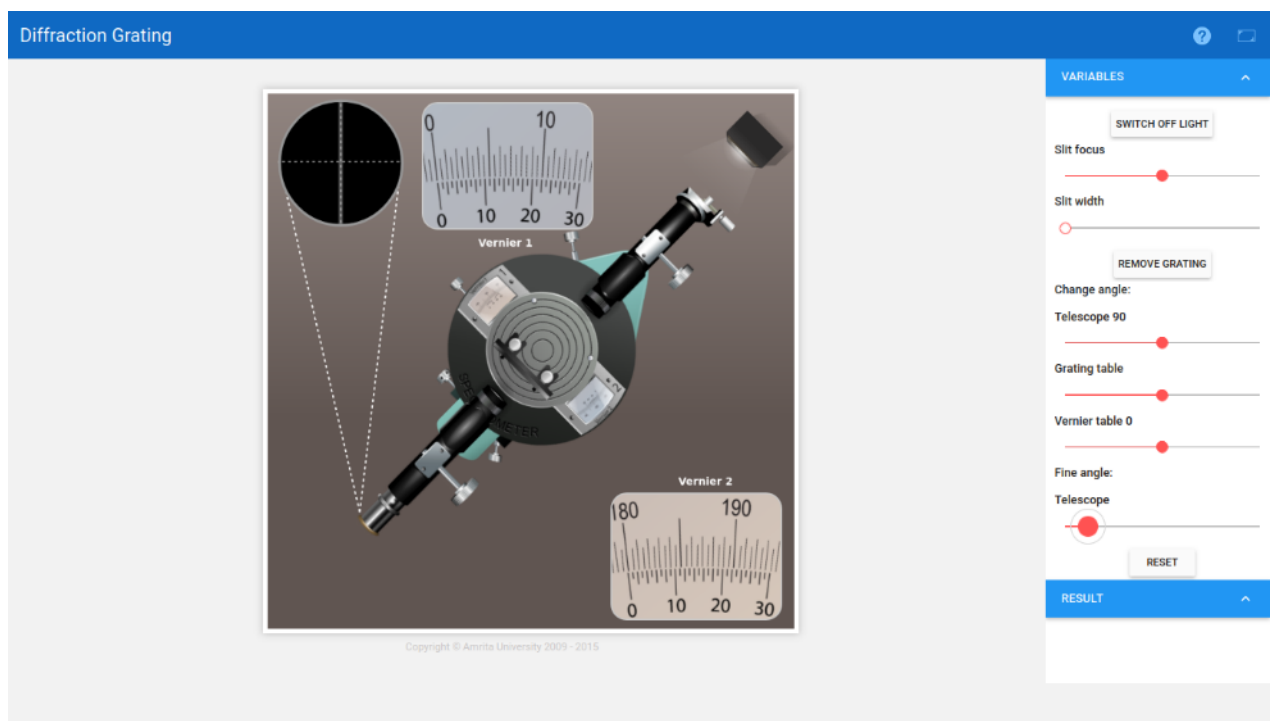 Diffraction Grating
?
VARIABLES
SWITCH OFF LIGHT
Slit focus
Slit width
REMOVE GRATING
Change angle:
Telescope 90
Grating table
Vernier table 0
Fine angle:
Telescope
RESET
RESULT
0 10
0 10 20 30
Vernier 1
METER
2
Vernier 2
180 190
0 10 20 30
Copyright © Amrita University 2009 - 2015